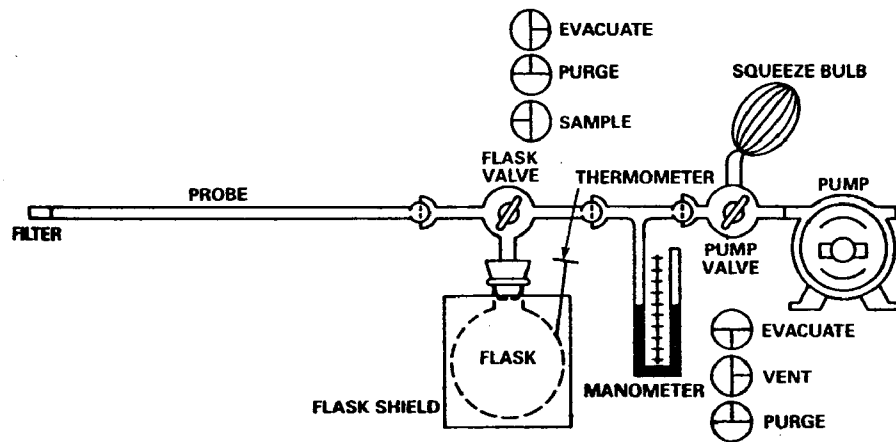 EVACUATE
PURGE
SAMPLE
SQUEEZE BULB
FLASK
VALVE
THERMOMETER
PUMP
PROBE
FILTER
PUMP
VALVE
FLASK
EVACUATE
FLASK SHIELD
MANOMETER
VENT
PURGE